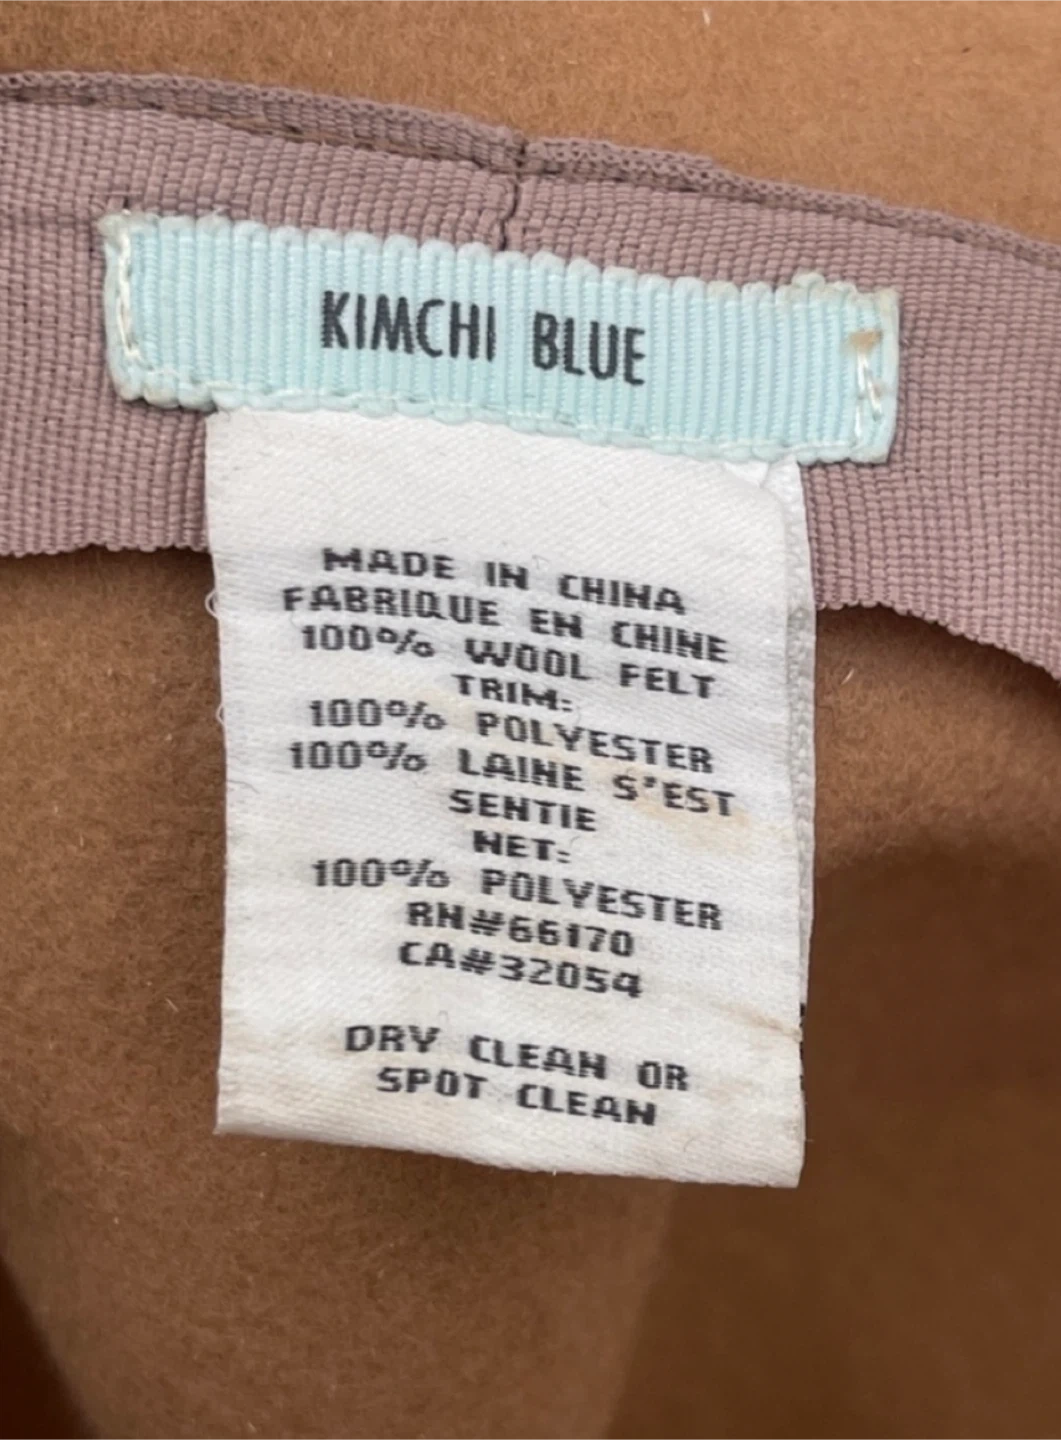 KIMCHI BLUE
MADE IN CHINA
FABRIQUE EN CHINE
100% WOOL FELT
TRIM:
100% POLYESTER
100% LAINE S'EST
SENTIE
NET:
100% POLYESTER
RN#66170
CA#32054
DRY CLEAN OR
SPOT CLEAN